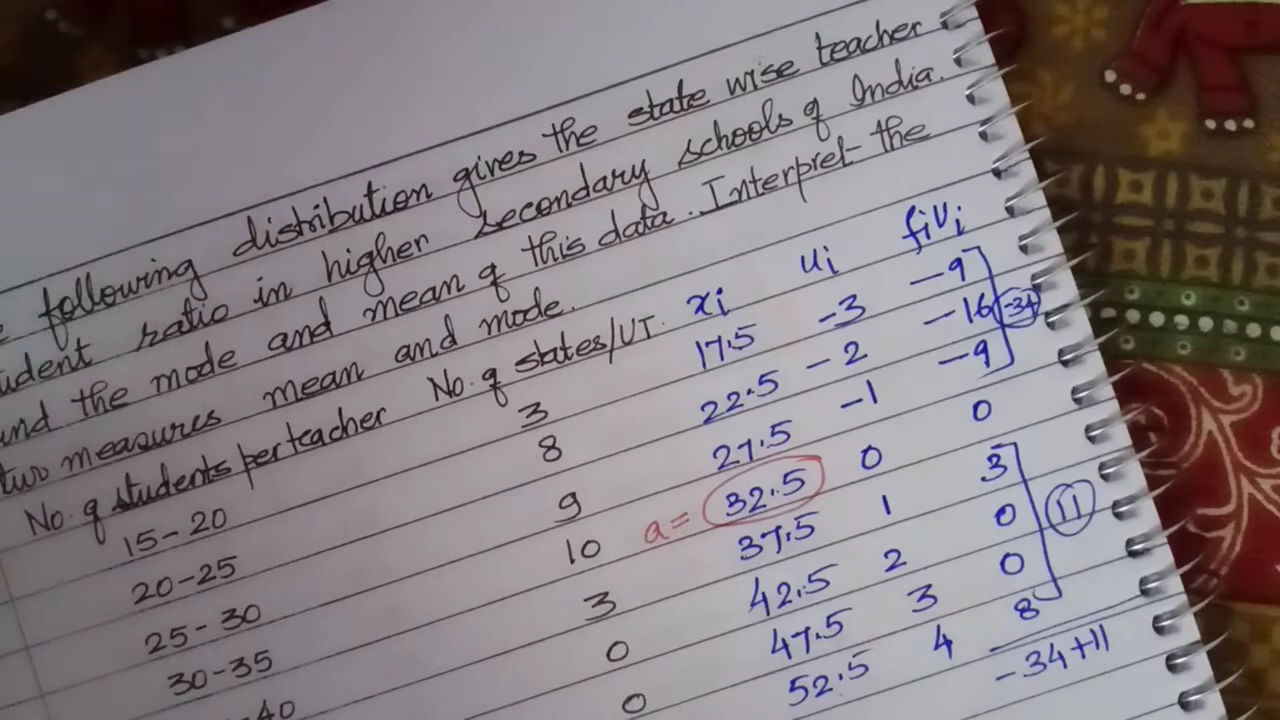 following distribution gives the state wise teacher
udent ratio in higher secondary schools of India.
und the mode and mean of this data. Interpret the
two measures mean and mode.
No. of students per teacher No. of states/UT. xi ui fiui
15-20 3 17.5 -3 -9
20-25 8 22.5 -2 -16 -34
25-30 9 27.5 -1 -9
30-35 10 a= 32.5 0 0
40 3 37.5 1 3
0 42.5 2 0 11
0 47.5 3 0
52.5 4 8
-34+11